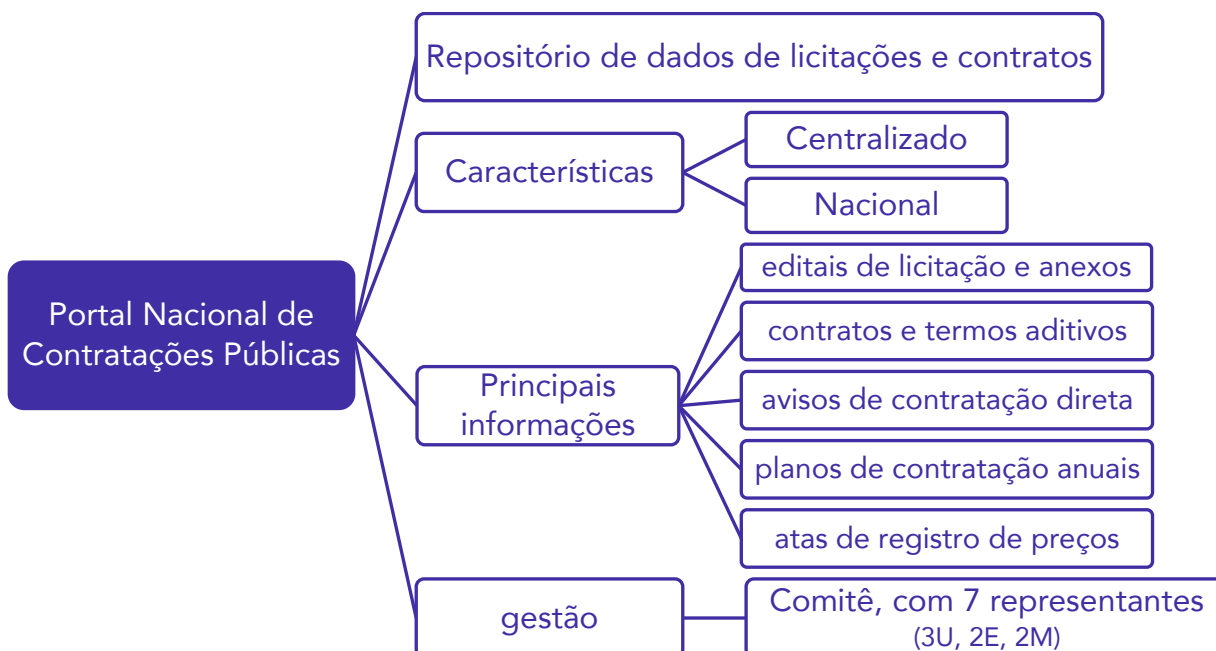 Portal Nacional de
Contratações Públicas
Repositório de dados de licitações e contratos
Características
Centralizado
Nacional
Principais
informações
editais de licitação e anexos
contratos e termos aditivos
avisos de contratação direta
planos de contratação anuais
atas de registro de preços
gestão
Comitê, com 7 representantes
(3U, 2E, 2M)